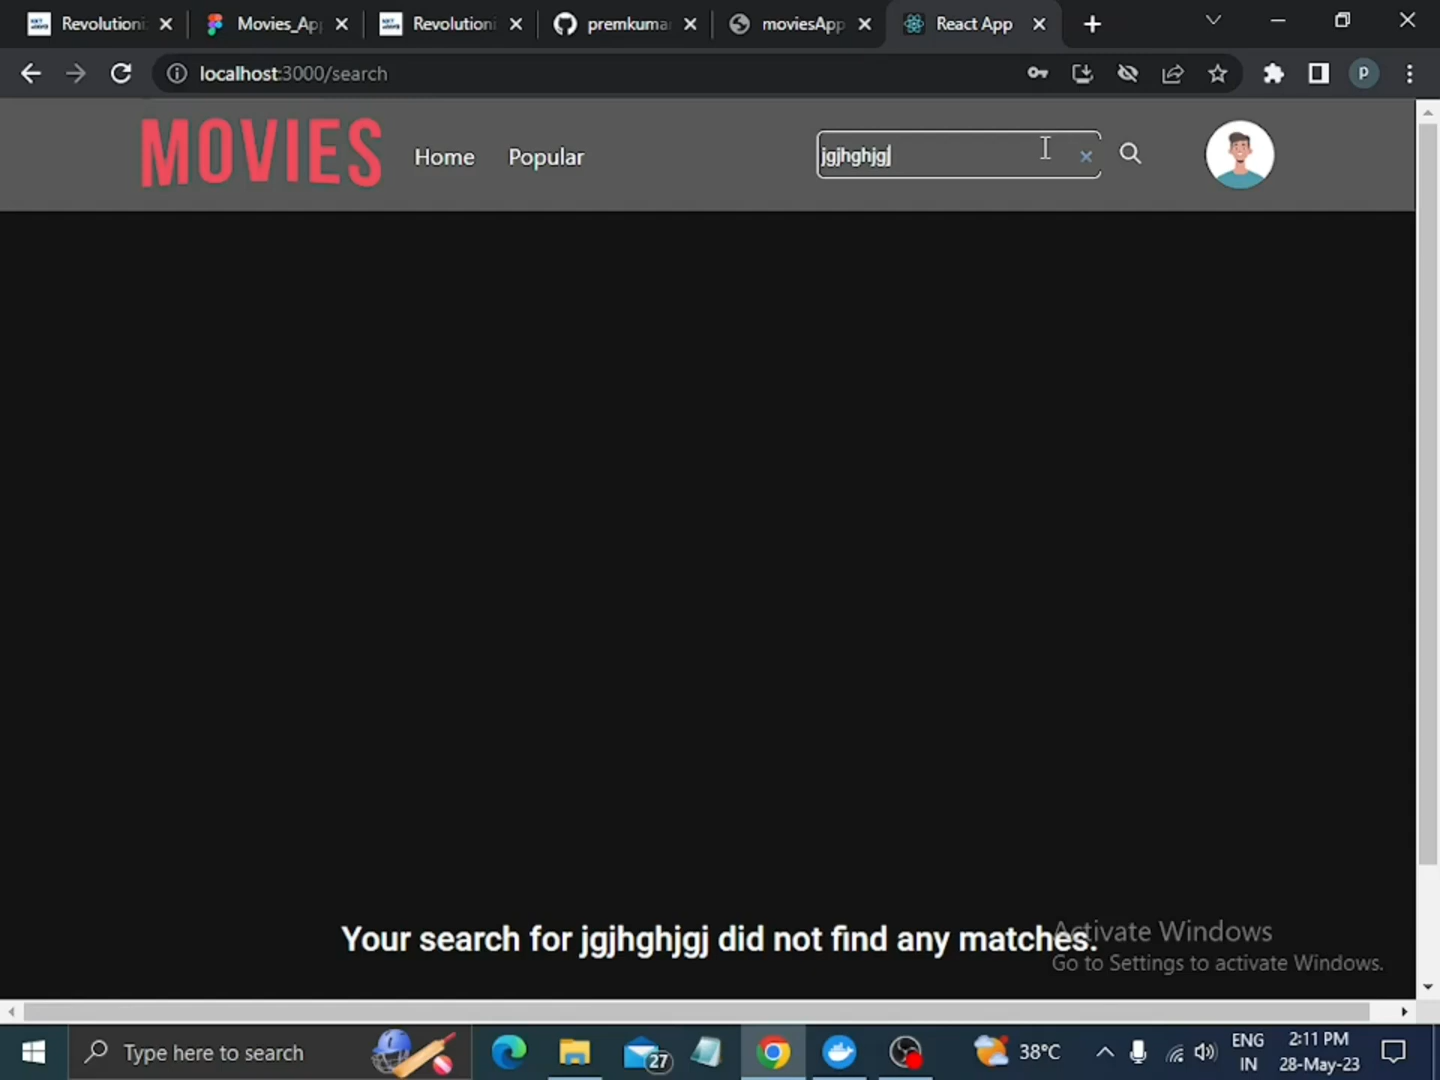 Revolutioni
Movies_Ap
Revolutioni
premkuma
moviesApp
React App
localhost:3000/search
P
MOVIES
Home
Popular
jgjhghjgj
Your search for jgjhghjgj did not find any matches.
Activate Windows
Go to Settings to activate Windows.
Type here to search
27
38°C
ENG
IN
2:11 PM
28-May-23